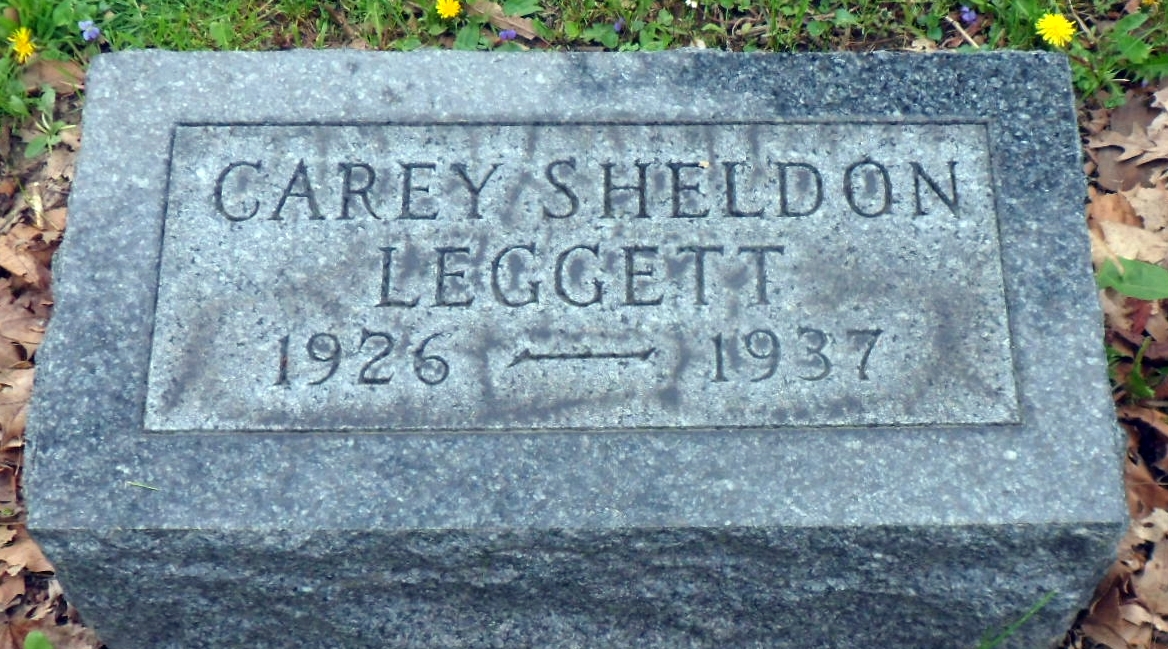 CAREY SHELDON
LEGGETT
1926 — 1937